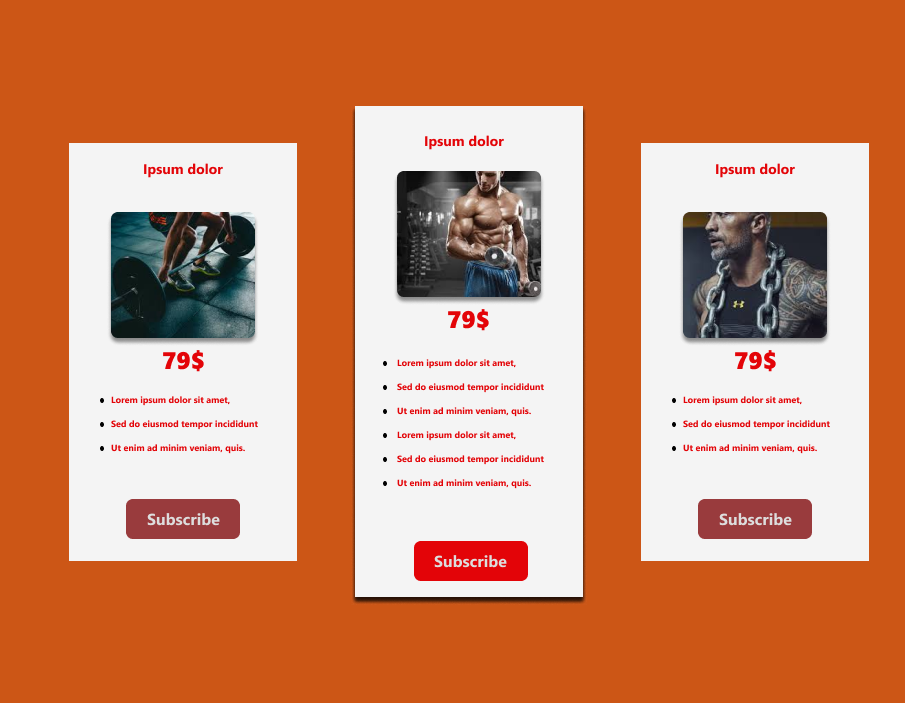 Ipsum dolor
79$
Lorem ipsum dolor sit amet,
Sed do eiusmod tempor incididunt
Ut enim ad minim veniam, quis.
Subscribe
Ipsum dolor
79$
Lorem ipsum dolor sit amet,
Sed do eiusmod tempor incididunt
Ut enim ad minim veniam, quis.
Lorem ipsum dolor sit amet,
Sed do eiusmod tempor incididunt
Ut enim ad minim veniam, quis.
Subscribe
Ipsum dolor
79$
Lorem ipsum dolor sit amet,
Sed do eiusmod tempor incididunt
Ut enim ad minim veniam, quis.
Subscribe